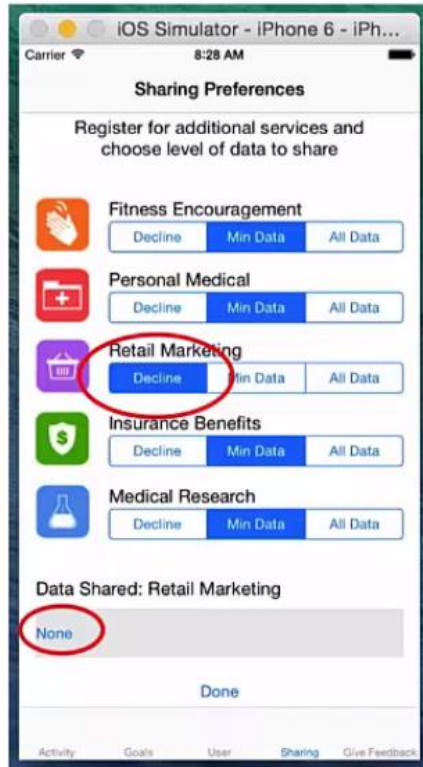 iOS Simulator - iPhone 6 - iPh...
Carrier 8:28 AM
Sharing Preferences
Register for additional services and
choose level of data to share
Fitness Encouragement
Decline Min Data All Data
Personal Medical
Decline Min Data All Data
Retail Marketing
Decline Min Data All Data
Insurance Benefits
Decline Min Data All Data
Medical Research
Decline Min Data All Data
Data Shared: Retail Marketing
None
Done
Activity Goals User Sharing Give Feedback